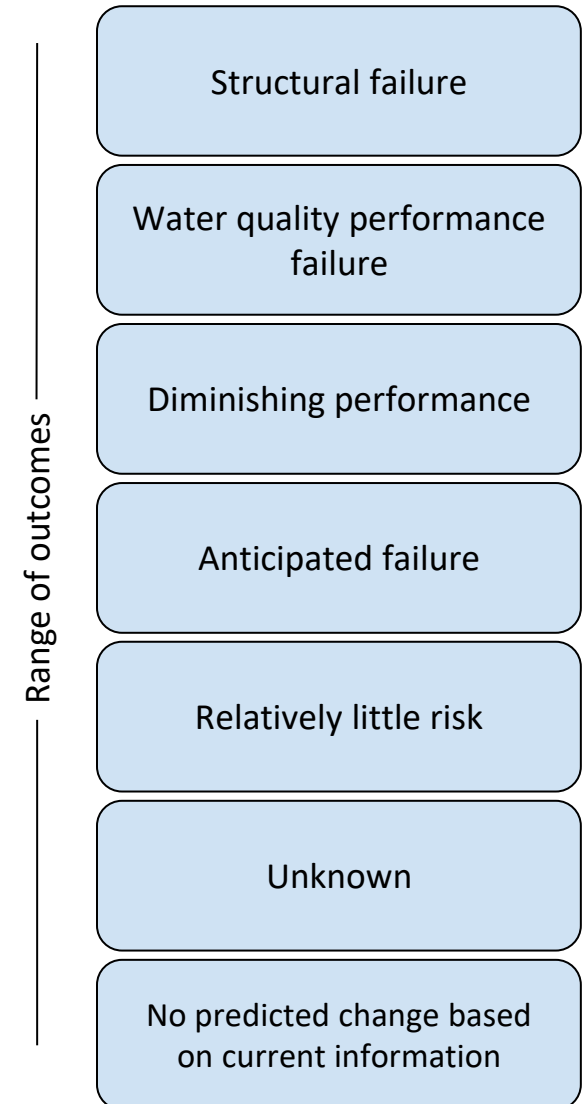 Structural failure
Water quality performance
failure
Diminishing performance
Anticipated failure
Relatively little risk
Unknown
No predicted change based
on current information
Range of outcomes